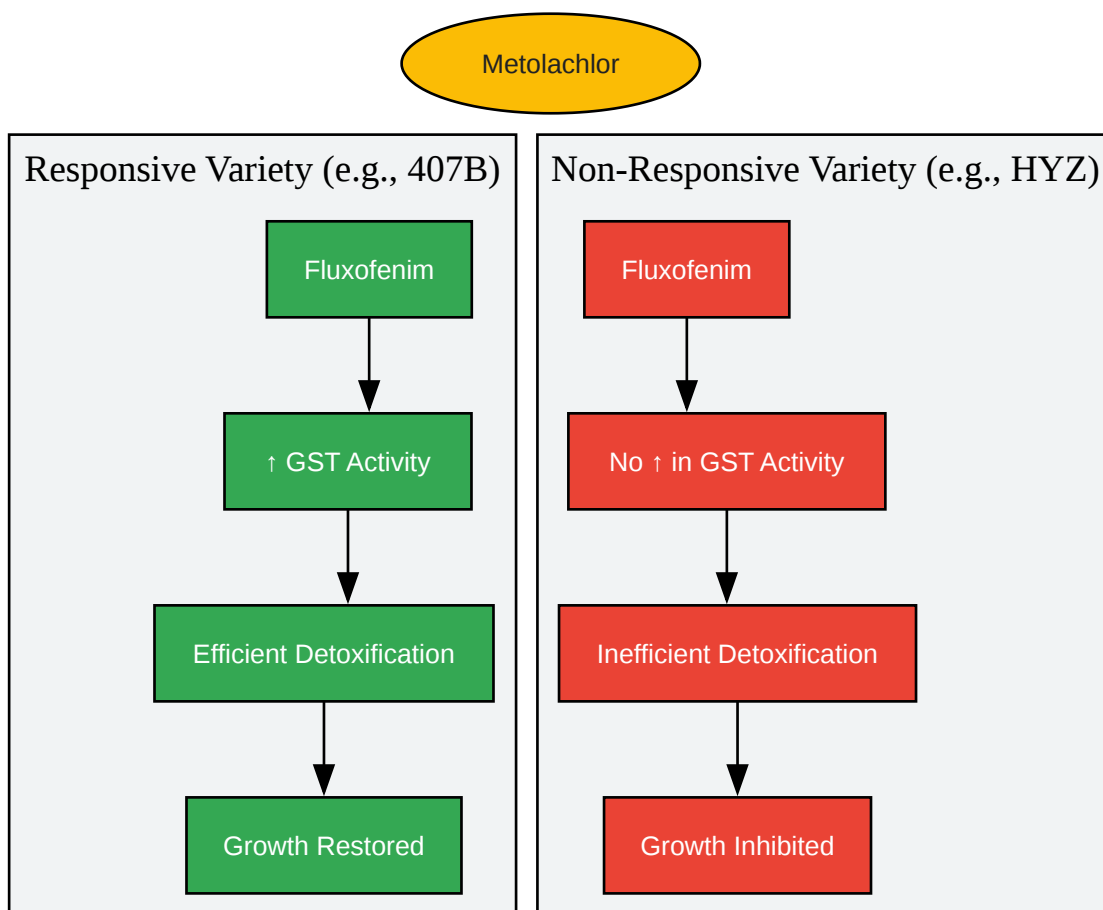 Metolachlor
Responsive Variety (e.g., 407B)
Fluxofenim
↑ GST Activity
Efficient Detoxification
Growth Restored
Non-Responsive Variety (e.g., HYZ)
Fluxofenim
No ↑ in GST Activity
Inefficient Detoxification
Growth Inhibited